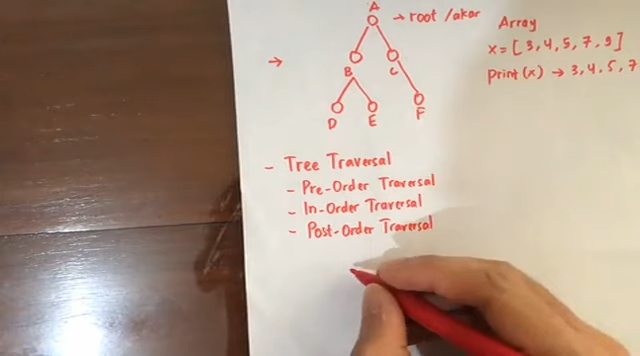 A
→ root / akar
→
B
C
D
E
F
Array
x = [ 3, 4, 5, 7, 9 ]
print (x) → 3, 4, 5, 7
- Tree Traversal
- Pre-Order Traversal
- In-Order Traversal
- Post-Order Traversal